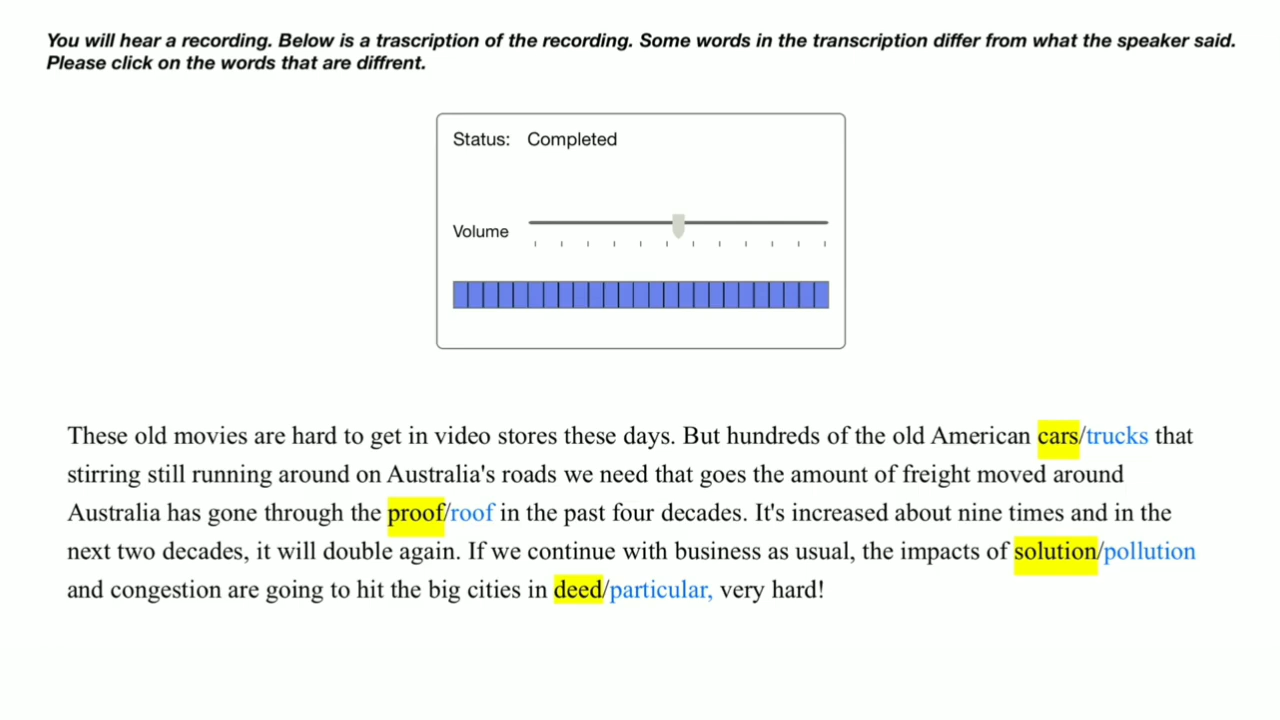 You will hear a recording. Below is a trascription of the recording. Some words in the transcription differ from what the speaker said.
Please click on the words that are diffrent.
Status: Completed
Volume
These old movies are hard to get in video stores these days. But hundreds of the old American cars/trucks that
stirring still running around on Australia's roads we need that goes the amount of freight moved around
Australia has gone through the proof/roof in the past four decades. It's increased about nine times and in the
next two decades, it will double again. If we continue with business as usual, the impacts of solution/pollution
and congestion are going to hit the big cities in deed/particular, very hard!